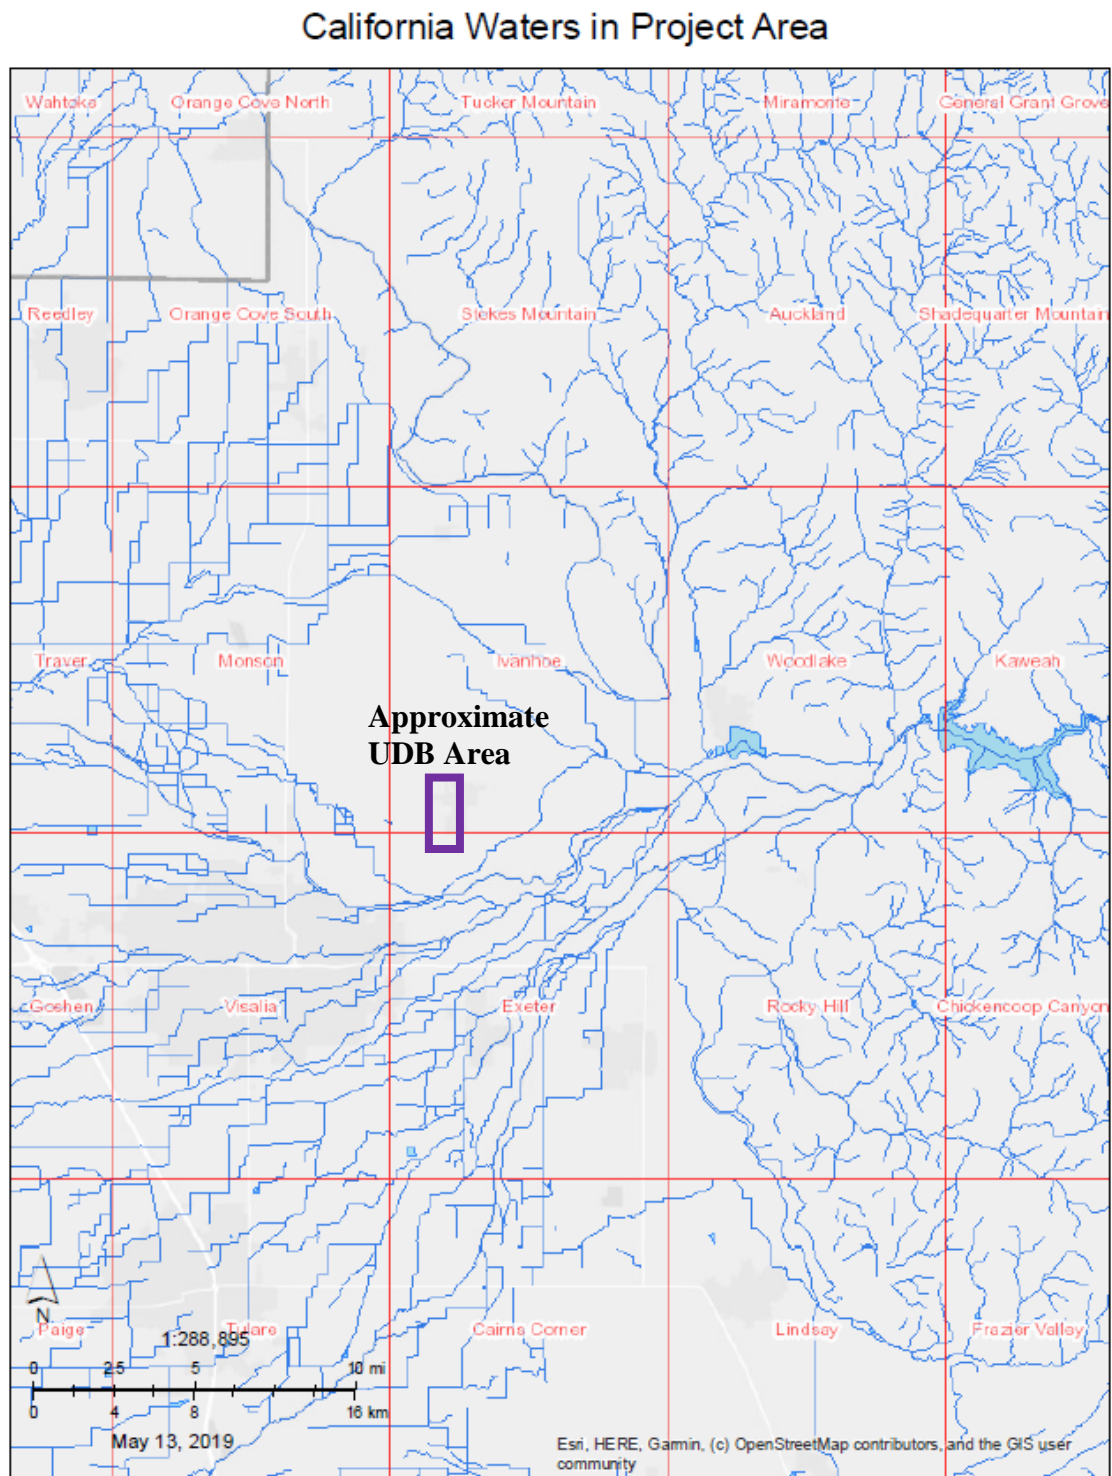 California Waters in Project Area
Wahtoke
Orange Cove North
Tucker Mountain
Miramonte
General Grant Grove
Reedley
Orange Cove South
Stokes Mountain
Auckland
Shadequarter Mountain
Traver
Monson
Ivanhoe
Woodlake
Kaweah
Approximate
UDB Area
Goshen
Visalia
Exeter
Rocky Hill
Chickencoop Canyon
N
Paige
Tulare
Cairns Corner
Lindsay
Frazier Valley
1:288,895
0 2.5 5 10 mi
0 4 8 16 km
May 13, 2019
Esri, HERE, Garmin, (c) OpenStreetMap contributors, and the GIS user
community